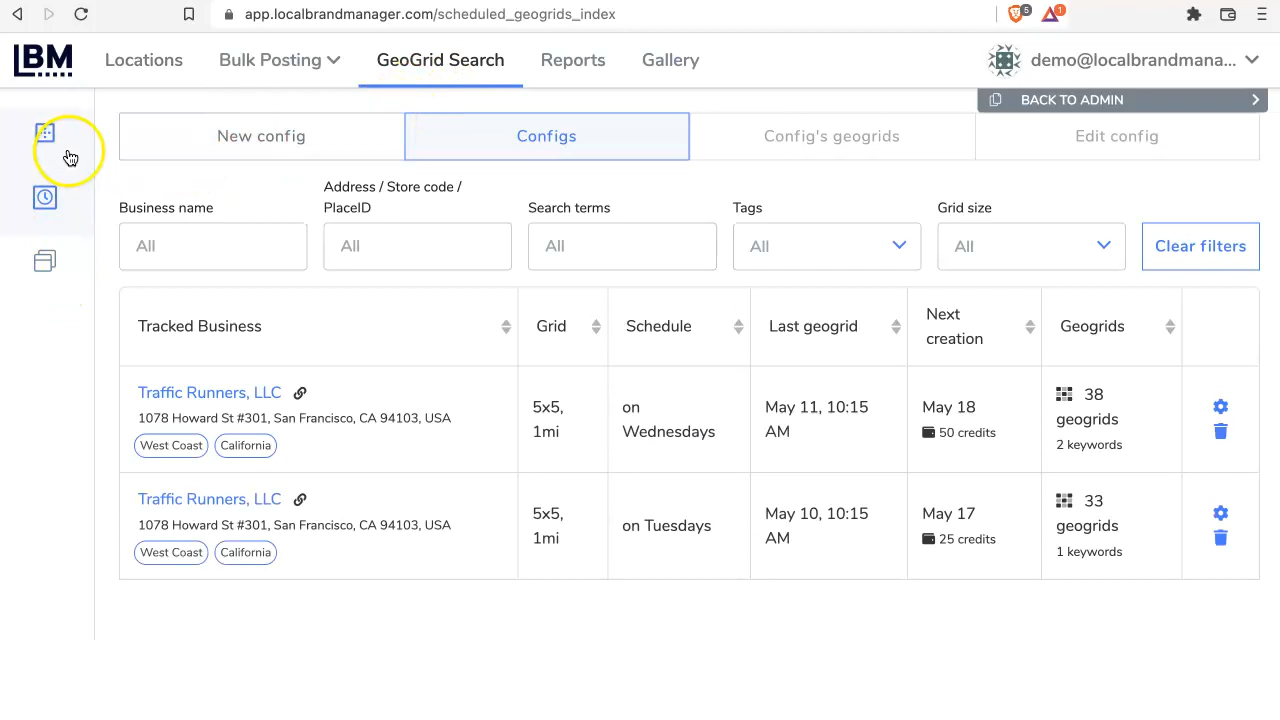 app.localbrandmanager.com/scheduled_geogrids_index
5
1
LBM
Locations
Bulk Posting
GeoGrid Search
Reports
Gallery
demo@localbrandmana...
BACK TO ADMIN
New config
Configs
Config's geogrids
Edit config
Business name
Address / Store code /
PlaceID
Search terms
Tags
Grid size
All
All
All
All
All
Clear filters
Tracked Business
Grid
Schedule
Last geogrid
Next
creation
Geogrids
Traffic Runners, LLC
1078 Howard St #301, San Francisco, CA 94103, USA
West Coast
California
5x5,
1mi
on
Wednesdays
May 11, 10:15
AM
May 18
50 credits
38
geogrids
2 keywords
Traffic Runners, LLC
1078 Howard St #301, San Francisco, CA 94103, USA
West Coast
California
5x5,
1mi
on Tuesdays
May 10, 10:15
AM
May 17
25 credits
33
geogrids
1 keywords